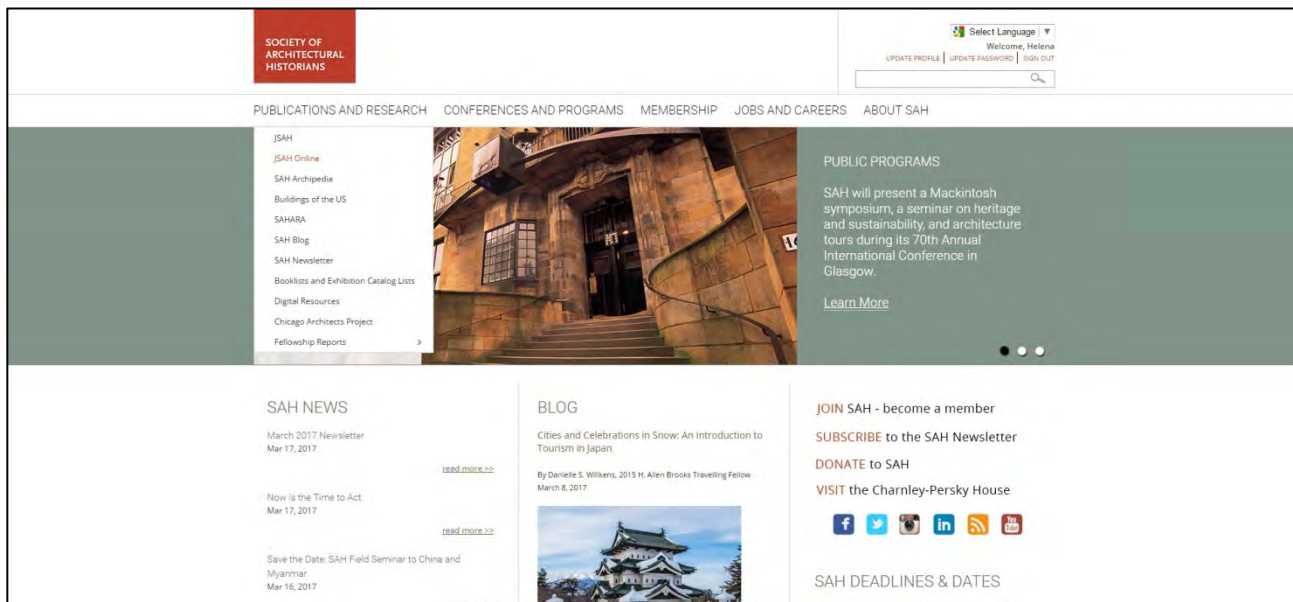 SOCIETY OF
ARCHITECTURAL
HISTORIANS
Select Language
Welcome, Helena
UPDATE PROFILE | UPDATE PASSWORD | SIGN OUT
PUBLICATIONS AND RESEARCH CONFERENCES AND PROGRAMS MEMBERSHIP JOBS AND CAREERS ABOUT SAH
JSAH
JSAH Online
SAH Archipedia
Buildings of the US
SAHARA
SAH Blog
SAH Newsletter
Booklists and Exhibition Catalog Lists
Digital Resources
Chicago Architects Project
Fellowship Reports
PUBLIC PROGRAMS
SAH will present a Mackintosh
symposium, a seminar on heritage
and sustainability, and architecture
tours during its 70th Annual
International Conference in
Glasgow.
Learn More
SAH NEWS
March 2017 Newsletter
Mar 17, 2017
read more >>
Now is the Time to Act
Mar 17, 2017
read more >>
Save the Date: SAH Field Seminar to China and
Myanmar
Mar 16, 2017
BLOG
Cities and Celebrations in Snow: An Introduction to
Tourism in Japan
By Danielle S. Willkens, 2015 H. Allen Brooks Travelling Fellow
March 8, 2017
JOIN SAH - become a member
SUBSCRIBE to the SAH Newsletter
DONATE to SAH
VISIT the Charnley-Persky House
f in You Tube
SAH DEADLINES & DATES